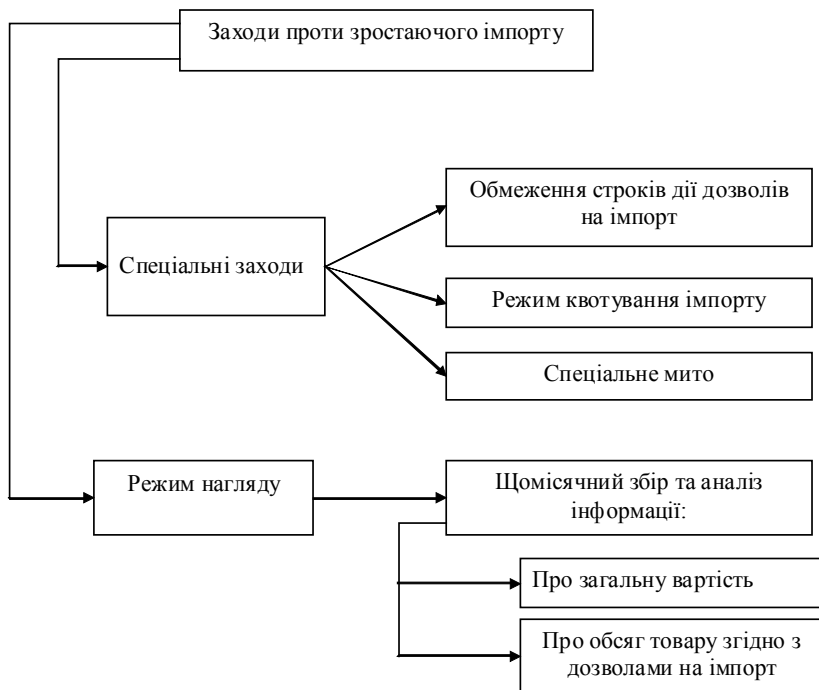 Заходи проти зростаючого імпорту
Обмеження строків дії дозволів
на імпорт
Спеціальні заходи
Режим квотування імпорту
Спеціальне мито
Режим нагляду
Щомісячний збір та аналіз
інформації:
Про загальну вартість
Про обсяг товару згідно з
дозволами на імпорт